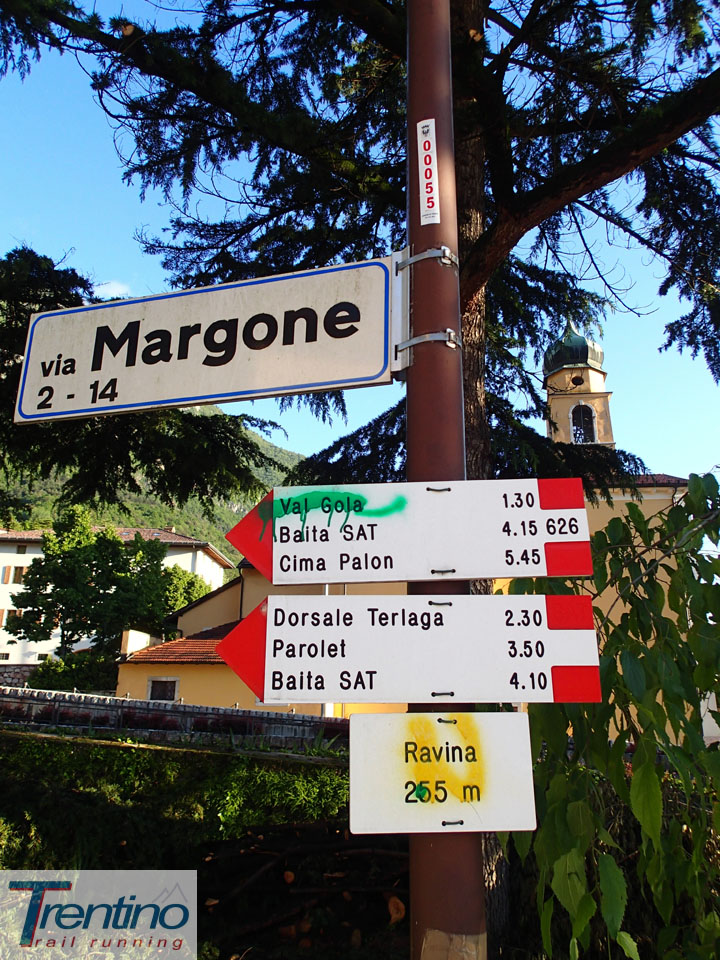 00055
via Margone
2 - 14
Val Gola 1.30
Baita SAT 4.15 626
Cima Palon 5.45
Dorsale Terlaga 2.30
Parolet 3.50
Baita SAT 4.10
Ravina
255 m
Trentino
trail running